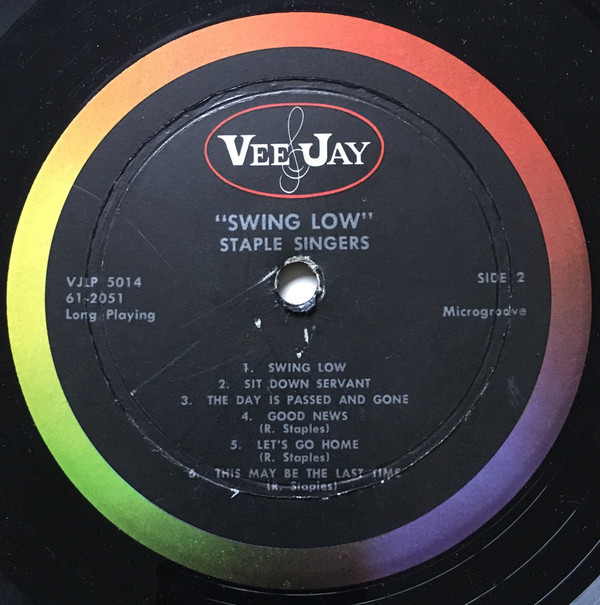 VEE JAY
"SWING LOW"
STAPLE SINGERS
VJLP 5014
61-2051
Long Playing
SIDE 2
Microgroove
1. SWING LOW
2. SIT DOWN SERVANT
3. THE DAY IS PASSED AND GONE
4. GOOD NEWS
(R. Staples)
5. LET'S GO HOME
(R. Staples)
6. THIS MAY BE THE LAST TIME
(R. Staples)